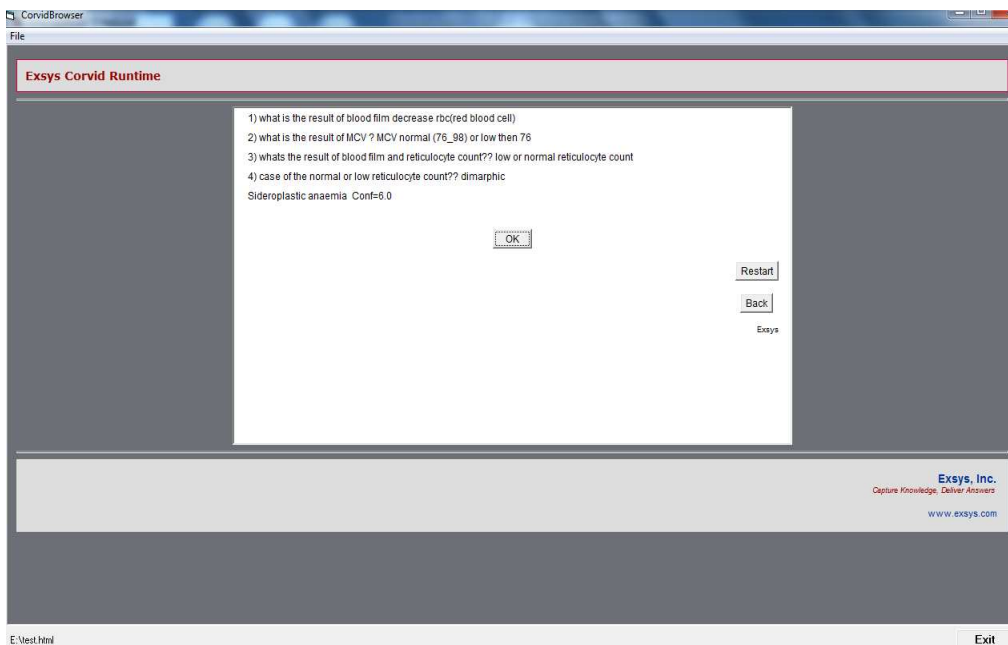 CorvidBrowser
File
Exsys Corvid Runtime
1) what is the result of blood film decrease rbc(red blood cell)
2) what is the result of MCV ? MCV normal (76_98) or low then 76
3) whats the result of blood film and reticulocyte count?? low or normal reticulocyte count
4) case of the normal or low reticulocyte count?? dimarphic
Sideroplastic anaemia Conf=6.0
OK
Restart
Back
Exsys
Exsys, Inc.
Capture Knowledge, Deliver Answers
www.exsys.com
E:\test.html
Exit